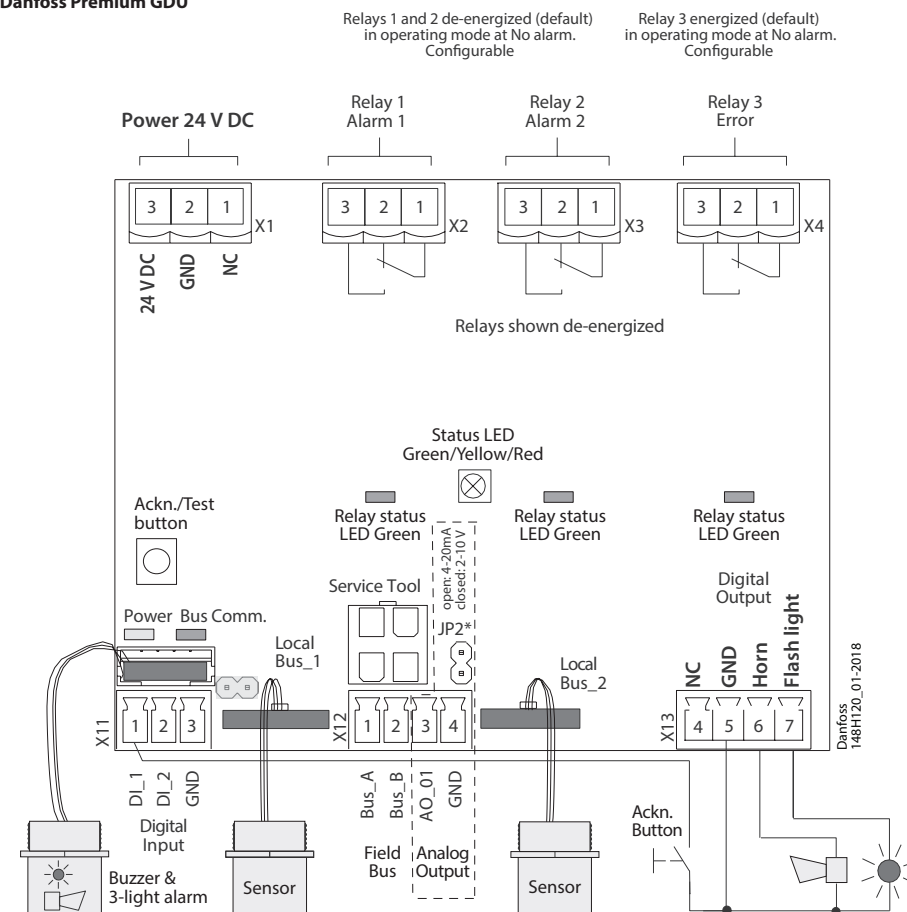 Danfoss Premium GDU
Relays 1 and 2 de-energized (default)
in operating mode at No alarm.
Configurable
Relay 3 energized (default)
in operating mode at No alarm.
Configurable
Power 24 V DC
Relay 1
Alarm 1
Relay 2
Alarm 2
Relay 3
Error
3 2 1
X1
3 2 1
X2
3 2 1
X3
3 2 1
X4
24 V DC
GND
NC
Relays shown de-energized
Status LED
Green/Yellow/Red
Ackn./Test
button
Relay status
LED Green
Relay status
LED Green
Relay status
LED Green
open: 4-20mA
closed: 2-10 V
Service Tool
JP2*
Digital
Output
Power Bus Comm.
Local
Bus_1
Local
Bus_2
NC
GND
Horn
Flash light
X11
1 2 3
X12
1 2 3 4
X13
4 5 6 7
Danfoss
148H120_01-2018
DI_1
DI_2
GND
Digital
Input
Bus_A
Bus_B
AO_01
GND
Field
Bus
Analog
Output
Ackn.
Button
Buzzer &
3-light alarm
Sensor
Sensor